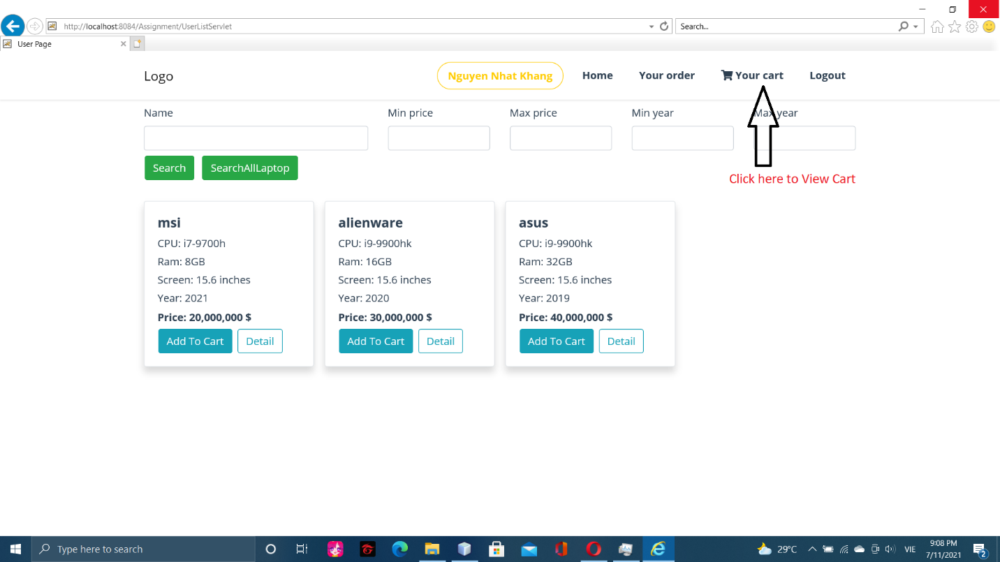 http://localhost:8084/Assignment/UserListServlet
Search...
User Page
Logo
Nguyen Nhat Khang
Home
Your order
Your cart
Logout
Name
Min price
Max price
Min year
Max year
Search
SearchAllLaptop
Click here to View Cart
msi
CPU: i7-9700h
Ram: 8GB
Screen: 15.6 inches
Year: 2021
Price: 20,000,000 $
Add To Cart
Detail
alienware
CPU: i9-9900hk
Ram: 16GB
Screen: 15.6 inches
Year: 2020
Price: 30,000,000 $
Add To Cart
Detail
asus
CPU: i9-9900hk
Ram: 32GB
Screen: 15.6 inches
Year: 2019
Price: 40,000,000 $
Add To Cart
Detail
Type here to search
29°C
VIE
9:08 PM
7/11/2021
2